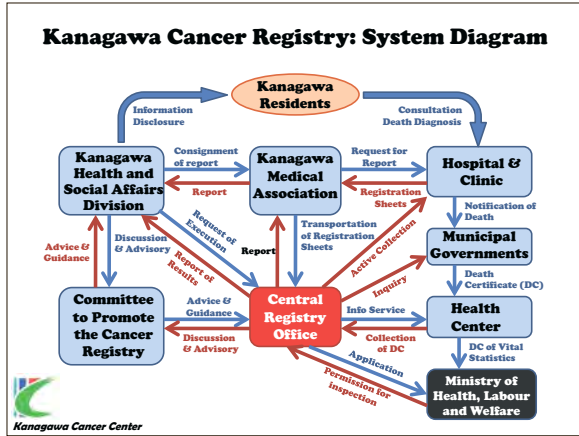 Kanagawa Cancer Registry: System Diagram
Kanagawa
Residents
Information
Disclosure
Consultation
Death Diagnosis
Kanagawa
Health and
Social Affairs
Division
Consignment
of report
Report
Kanagawa
Medical
Association
Request for
Report
Registration
Sheets
Hospital &
Clinic
Notification of
Death
Advice &
Guidance
Discussion
& Advisory
Request of
Execution
Report of
Results
Report
Transportation
of Registration
Sheets
Active Collection
Inquiry
Municipal
Governments
Death
Certificate (DC)
Committee
to Promote
the Cancer
Registry
Advice &
Guidance
Discussion
& Advisory
Central
Registry
Office
Info Service
Collection
of DC
Health
Center
DC of Vital
Statistics
Application
Permission for
inspection
Ministry of
Health, Labour
and Welfare
Kanagawa Cancer Center